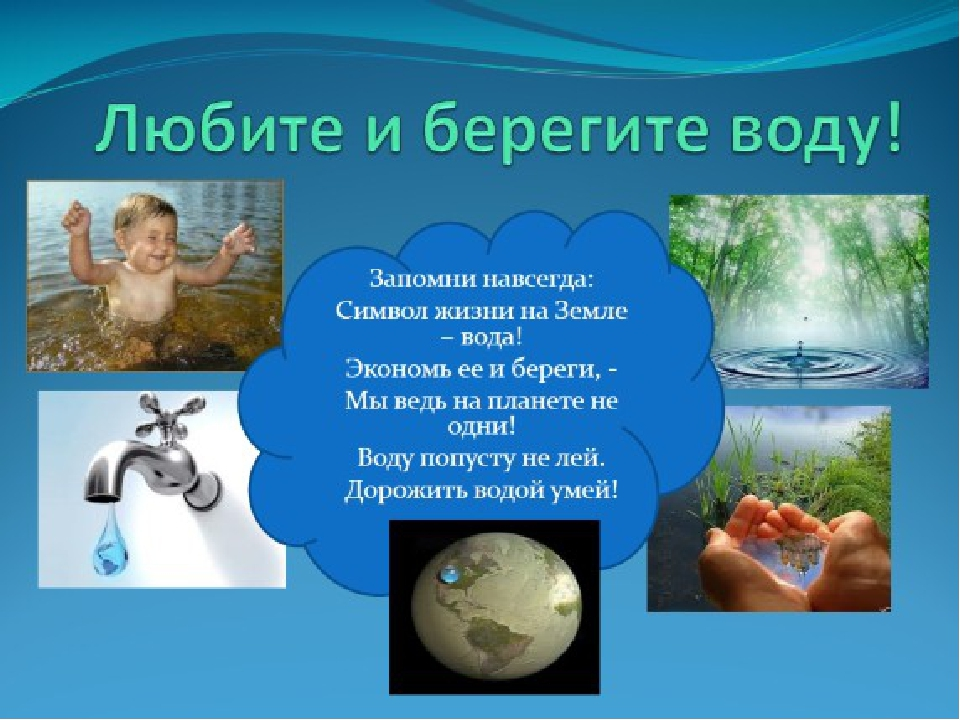 Любите и берегите воду!
Запомни навсегда:
Символ жизни на Земле
– вода!
Экономь ее и береги, -
Мы ведь на планете не
одни!
Воду попусту не лей.
Дорожить водой умей!